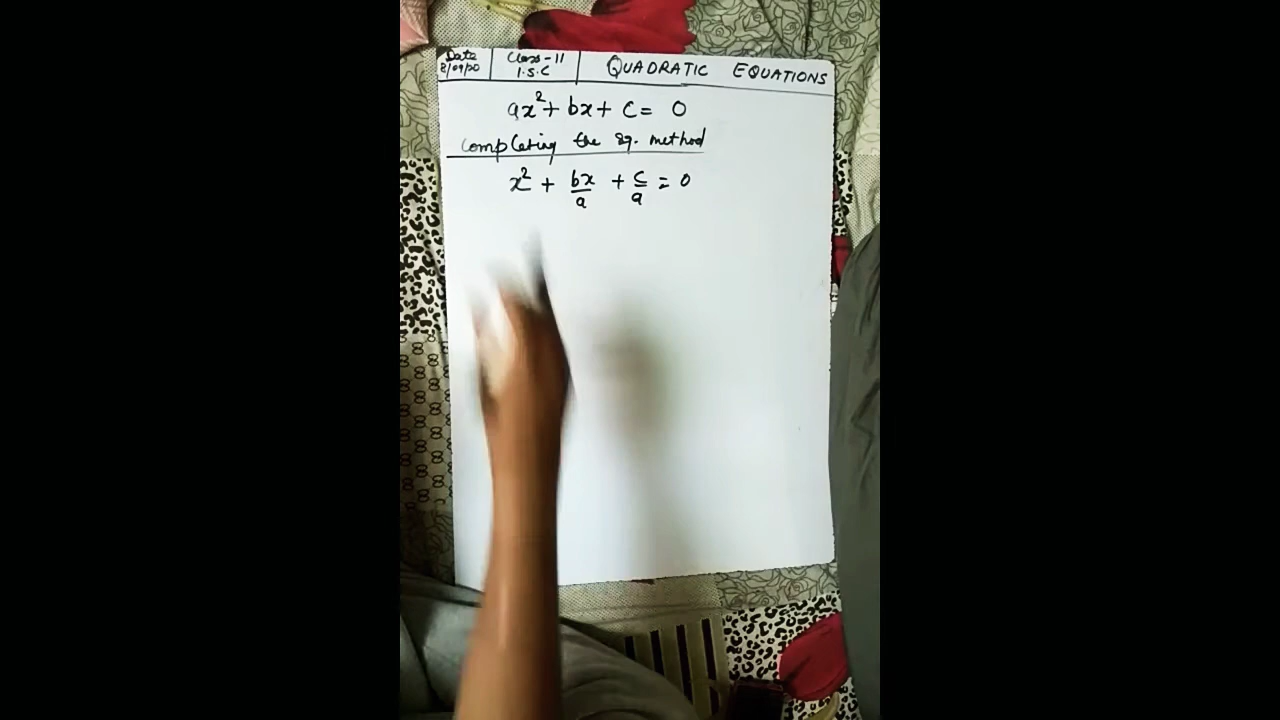 Date 8/09/20 Class-11 I.S.C QUADRATIC EQUATIONS
ax² + bx + c = 0
Completing the sq. method
x² + bx/a + c/a = 0